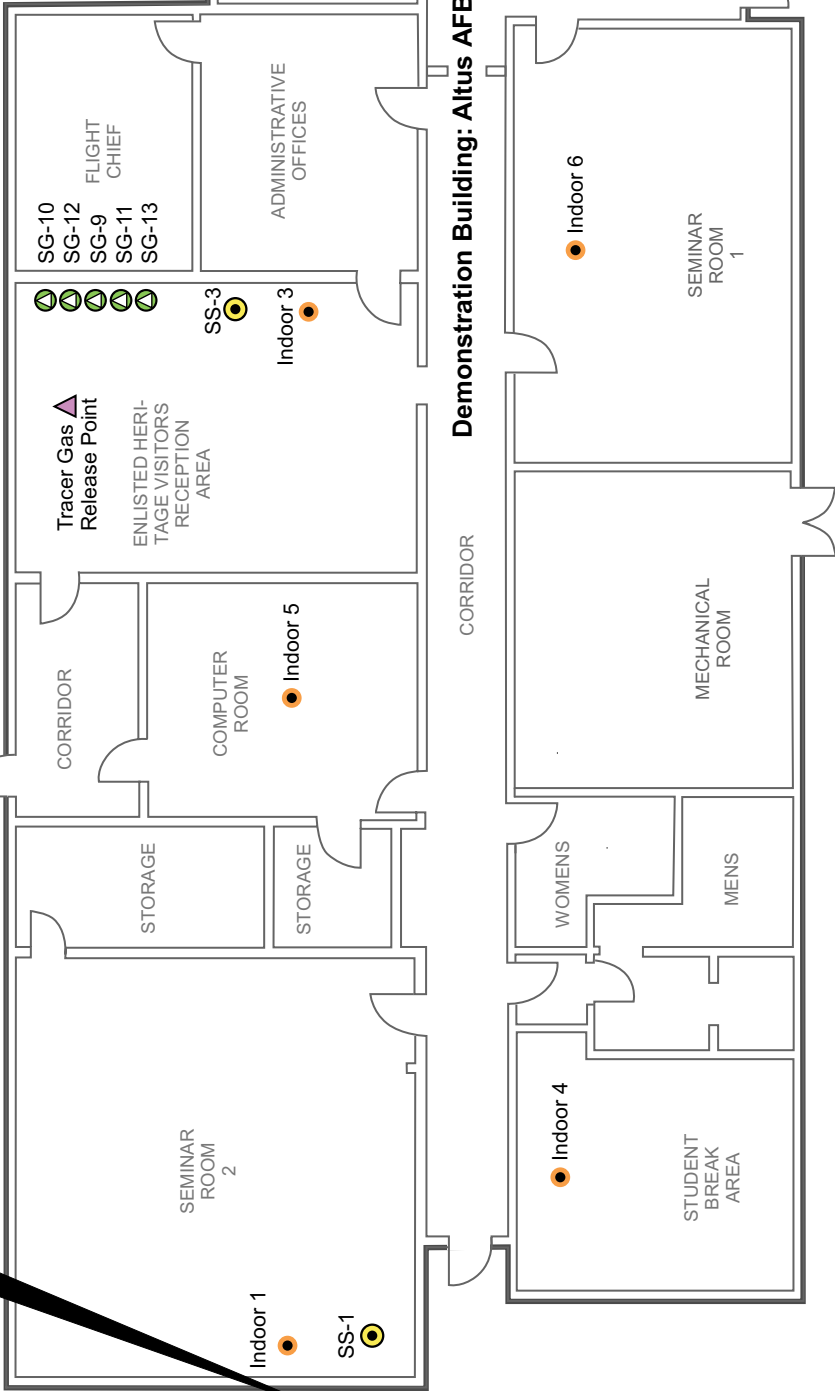 FLIGHT
CHIEF
SG-10
SG-12
SG-9
SG-11
SG-13
ADMINISTRATIVE
OFFICES
SS-3
Indoor 3
Tracer Gas
Release Point
ENLISTED HERI-
TAGE VISITORS
RECEPTION
AREA
Demonstration Building: Altus AFB
Indoor 6
SEMINAR
ROOM
1
CORRIDOR
MECHANICAL
ROOM
CORRIDOR
COMPUTER
ROOM
Indoor 5
STORAGE
STORAGE
WOMENS
MENS
SEMINAR
ROOM
2
Indoor 1
SS-1
Indoor 4
STUDENT
BREAK
AREA